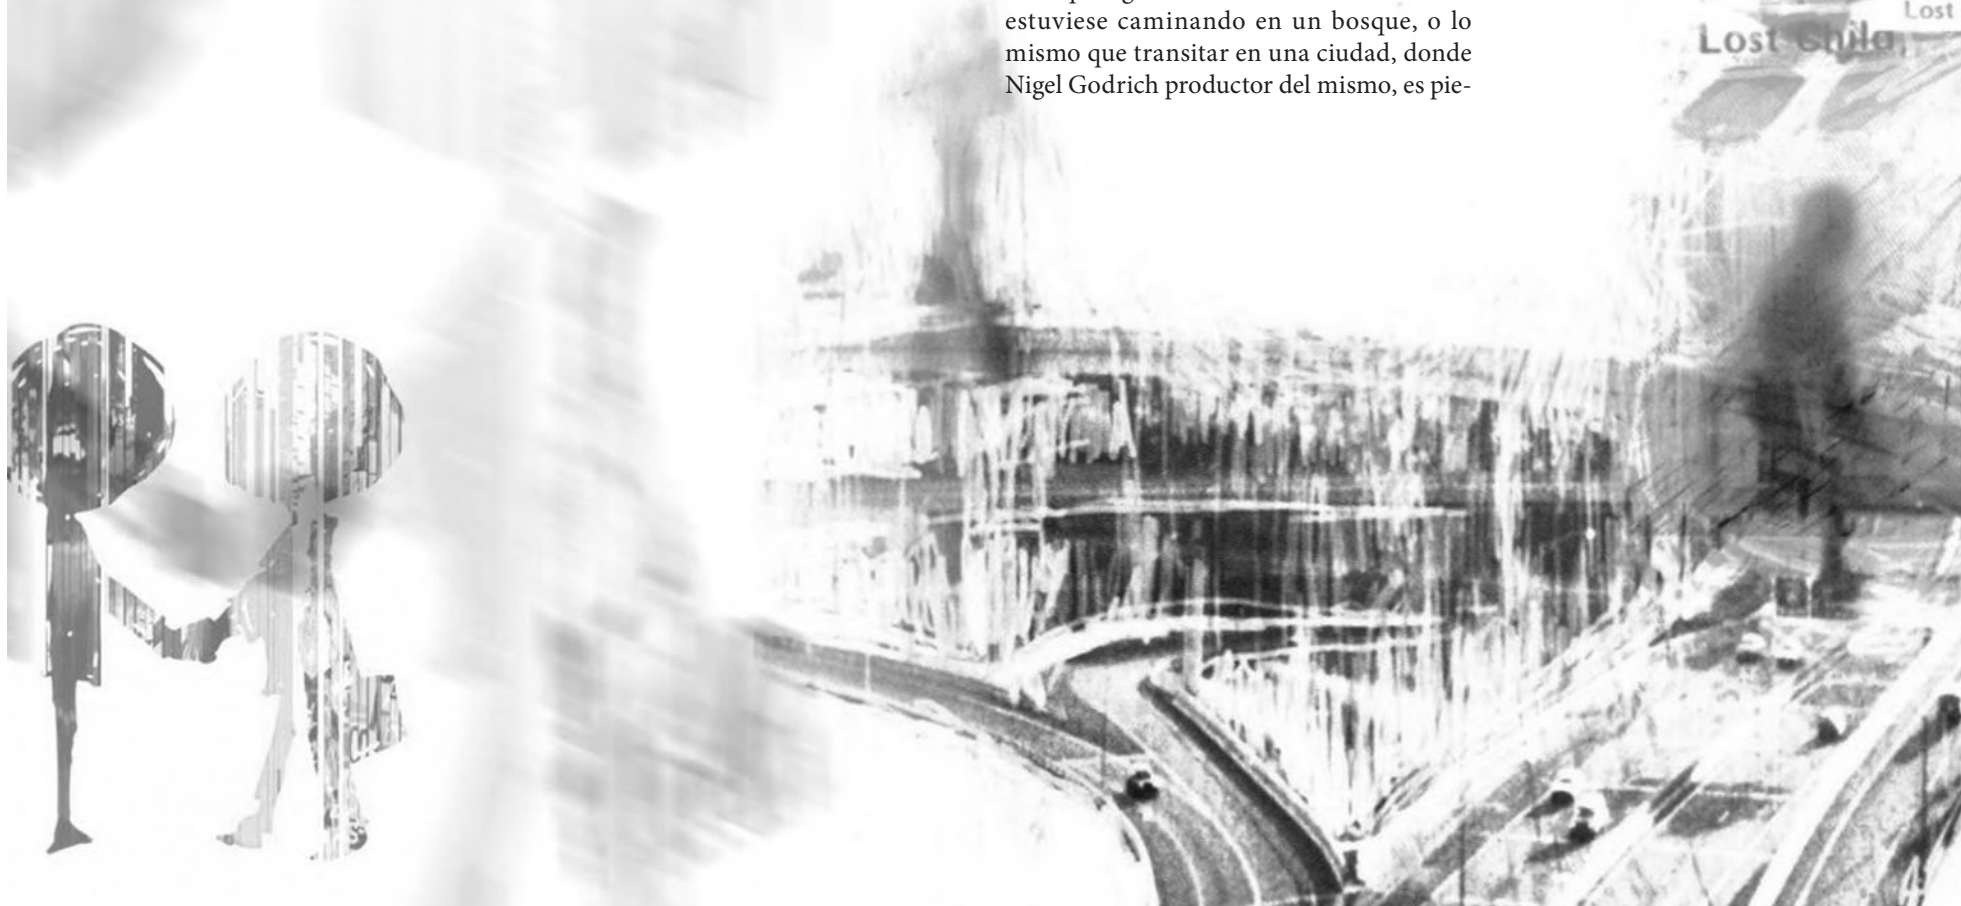 estuviese caminando en un bosque, o lo
mismo que transitar en una ciudad, donde
Nigel Godrich productor del mismo, es pie-
Lost
Lost Child,